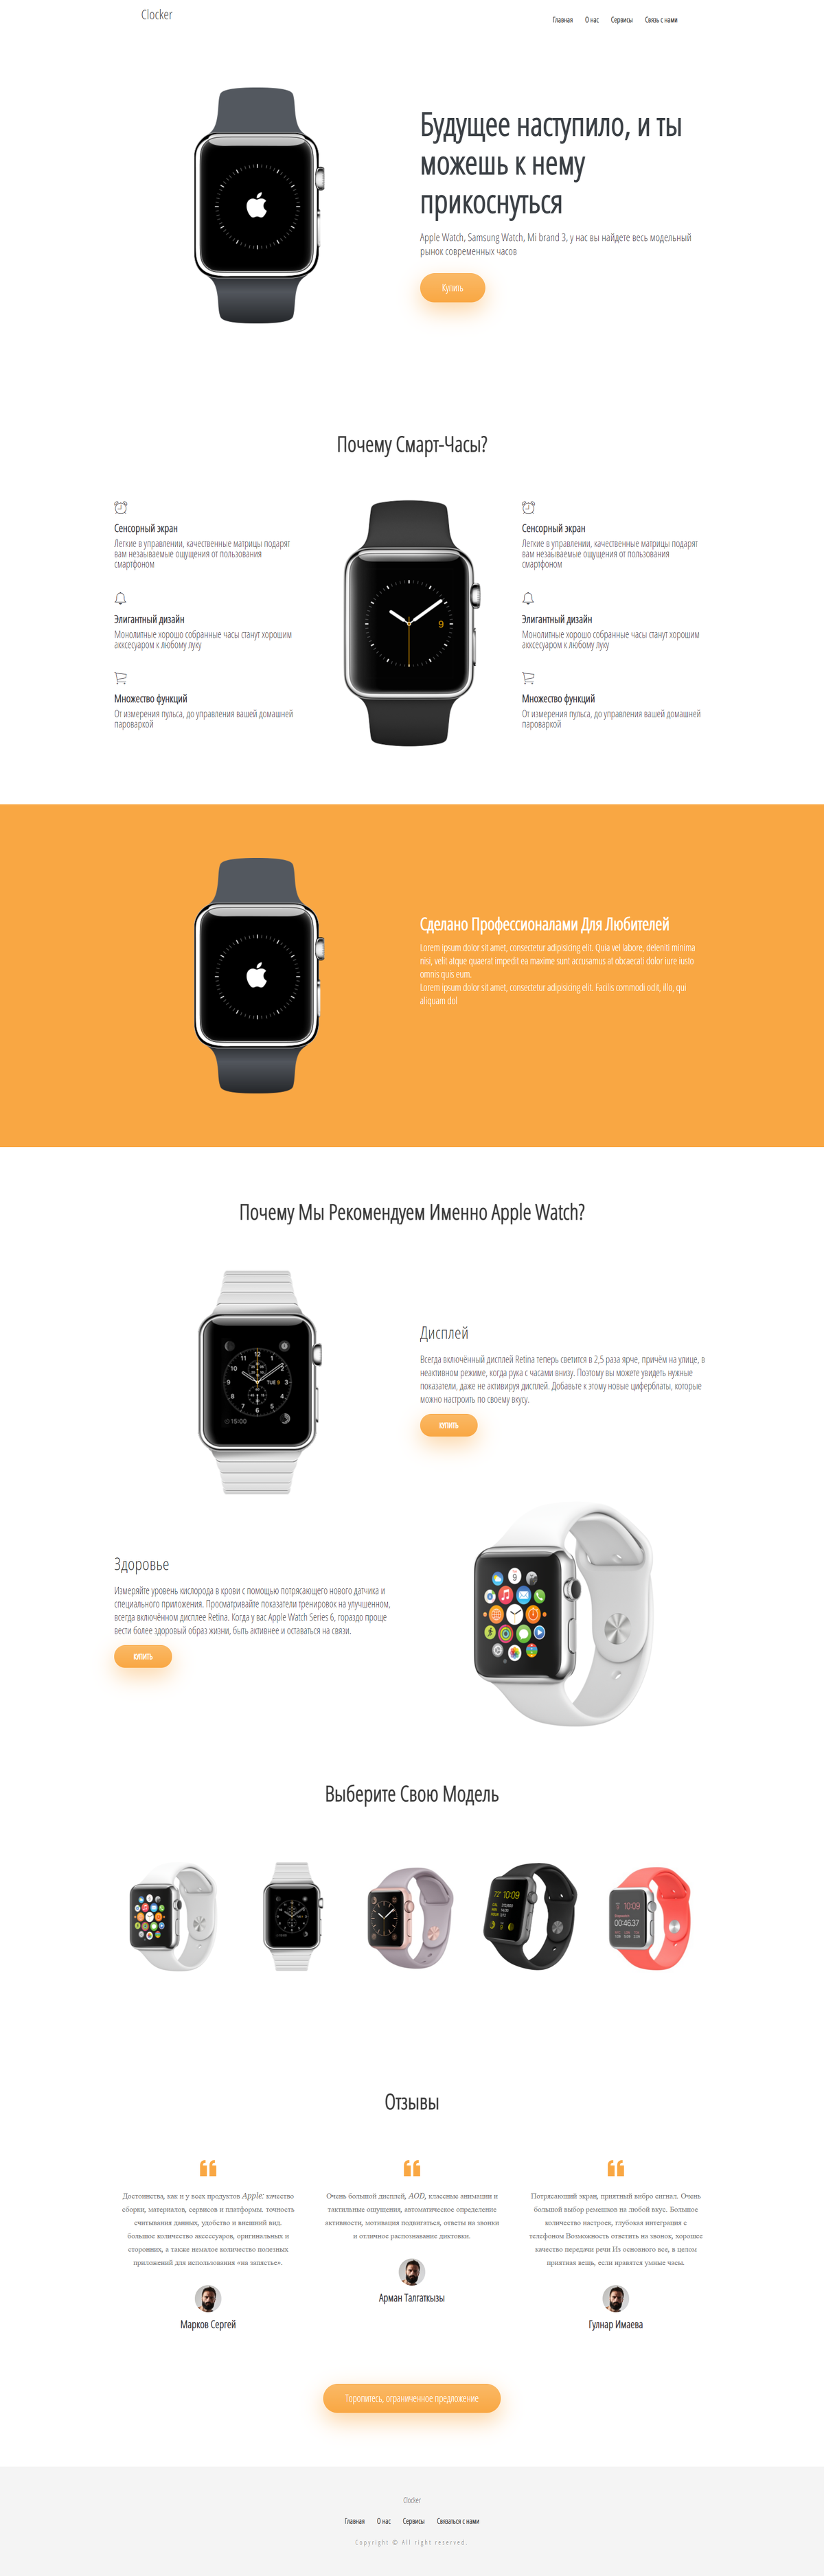 Clocker
Главная О нас Сервисы Связь с нами
Будущее наступило, и ты
можешь к нему
прикоснуться
Apple Watch, Samsung Watch, Mi brand 3, у нас вы найдете весь модельный
рынок современных часов
Купить
Почему Смарт-Часы?
Сенсорный экран
Легкие в управлении, качественные матрицы подарят
вам незаываемые ощущения от пользования
смартфоном
Элигантный дизайн
Монолитные хорошо собранные часы станут хорошим
акксесуаром к любому луку
Множество функций
От измерения пульса, до управления вашей домашней
пароваркой
9
Сенсорный экран
Легкие в управлении, качественные матрицы подарят
вам незаываемые ощущения от пользования
смартфоном
Элигантный дизайн
Монолитные хорошо собранные часы станут хорошим
акксесуаром к любому луку
Множество функций
От измерения пульса, до управления вашей домашней
пароваркой
Сделано Профессионалами Для Любителей
Lorem ipsum dolor sit amet, consectetur adipisicing elit. Quia vel labore, deleniti minima
nisi, velit atque quaerat impedit ea maxime sunt accusamus at obcaecati dolor iure iusto
omnis quis eum.
Lorem ipsum dolor sit amet, consectetur adipisicing elit. Facilis commodi odit, illo, qui
aliquam dol
Почему Мы Рекомендуем Именно Apple Watch?
Дисплей
Всегда включённый дисплей Retina теперь светится в 2,5 раза ярче, причём на улице, в
неактивном режиме, когда рука с часами внизу. Поэтому вы можете увидеть нужные
показатели, даже не активируя дисплей. Добавьте к этому новые циферблаты, которые
можно настроить по своему вкусу.
КУПИТЬ
Здоровье
Измеряйте уровень кислорода в крови с помощью потрясающего нового датчика и
специального приложения. Просматривайте показатели тренировок на улучшенном,
всегда включённом дисплее Retina. Когда у вас Apple Watch Series 6, гораздо проще
вести более здоровый образ жизни, быть активнее и оставаться на связи.
КУПИТЬ
Выберите Свою Модель
Отзывы
Достоинства, как и у всех продуктов Apple: качество
сборки, материалов, сервисов и платформы. точность
считывания данных, удобство и внешний вид.
большое количество аксессуаров, оригинальных и
сторонних, а также немалое количество полезных
приложений для использования «на запястье».
Марков Сергей
Очень большой дисплей, AOD, классные анимации и
тактильные ощущения, автоматическое определение
активности, мотивация подвигаться, ответы на звонки
и отличное распознавание диктовки.
Арман Талгаткызы
Потрясающий экран, приятный вибро сигнал. Очень
большой выбор ремешков на любой вкус. Большое
количество настроек, глубокая интеграция с
телефоном Возможность ответить на звонок, хорошее
качество передачи речи Из основного все, в целом
приятная вещь, если нравятся умные часы.
Гулнар Имаева
Торопитесь, ограниченное предложение
Clocker
Главная О нас Сервисы Связаться с нами
Copyright © All right reserved.